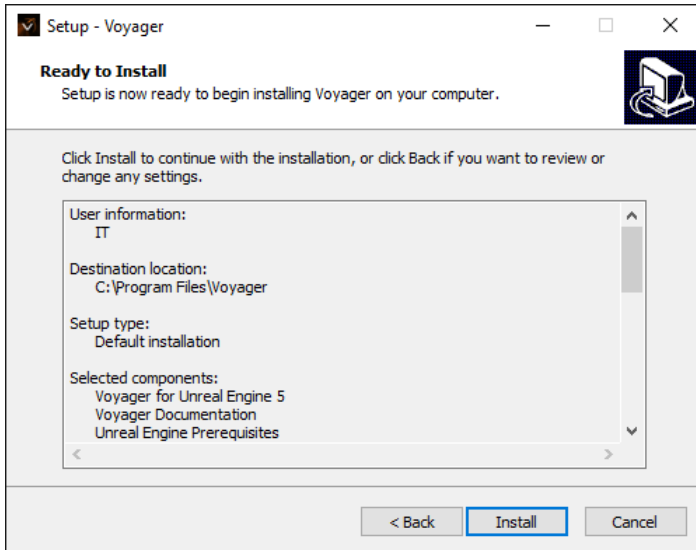 Setup - Voyager
Ready to Install
Setup is now ready to begin installing Voyager on your computer.
Click Install to continue with the installation, or click Back if you want to review or
change any settings.
User information:
IT
Destination location:
C:\Program Files\Voyager
Setup type:
Default installation
Selected components:
Voyager for Unreal Engine 5
Voyager Documentation
Unreal Engine Prerequisites
< Back
Install
Cancel